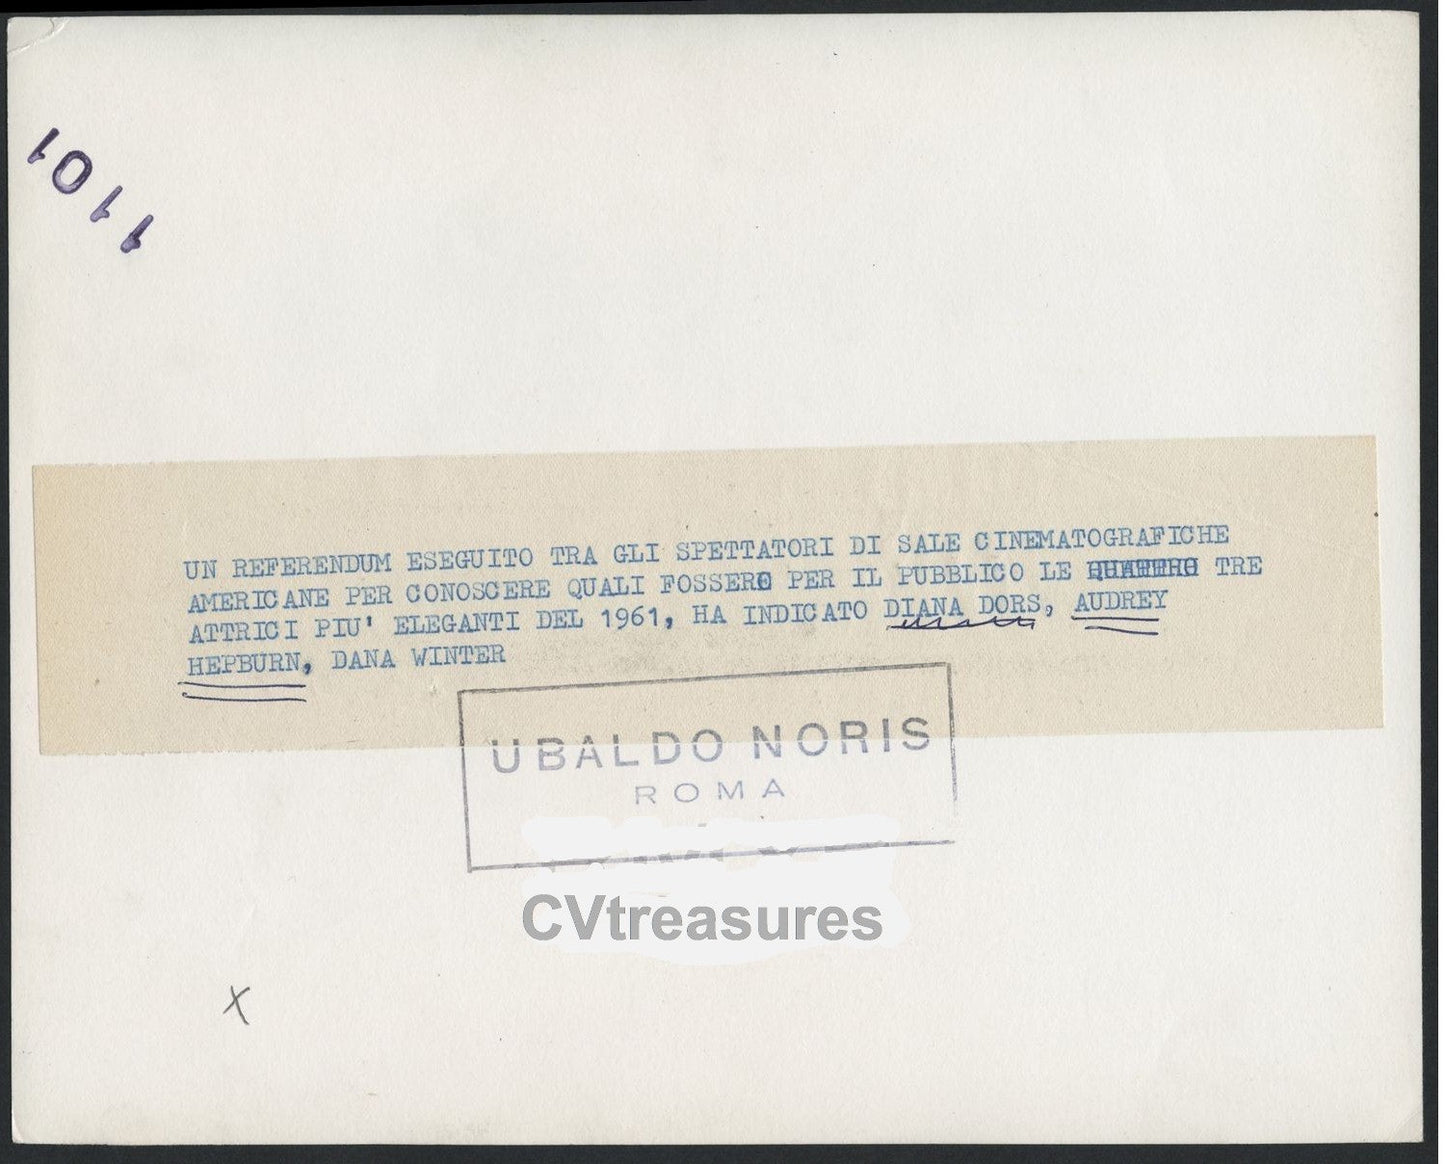 1101
UN REFERENDUM ESEGUITO TRA GLI SPETTATORI DI SALE CINEMATOGRAFICHE
AMERICANE PER CONOSCERE QUALI FOSSERO PER IL PUBBLICO LE QUATTRO TRE
ATTRICI PIU' ELEGANTI DEL 1961, HA INDICATO DIANA DORS, AUDREY
HEPBURN, DANA WINTER
UBALDO NORIS
ROMA
CVtreasures
X